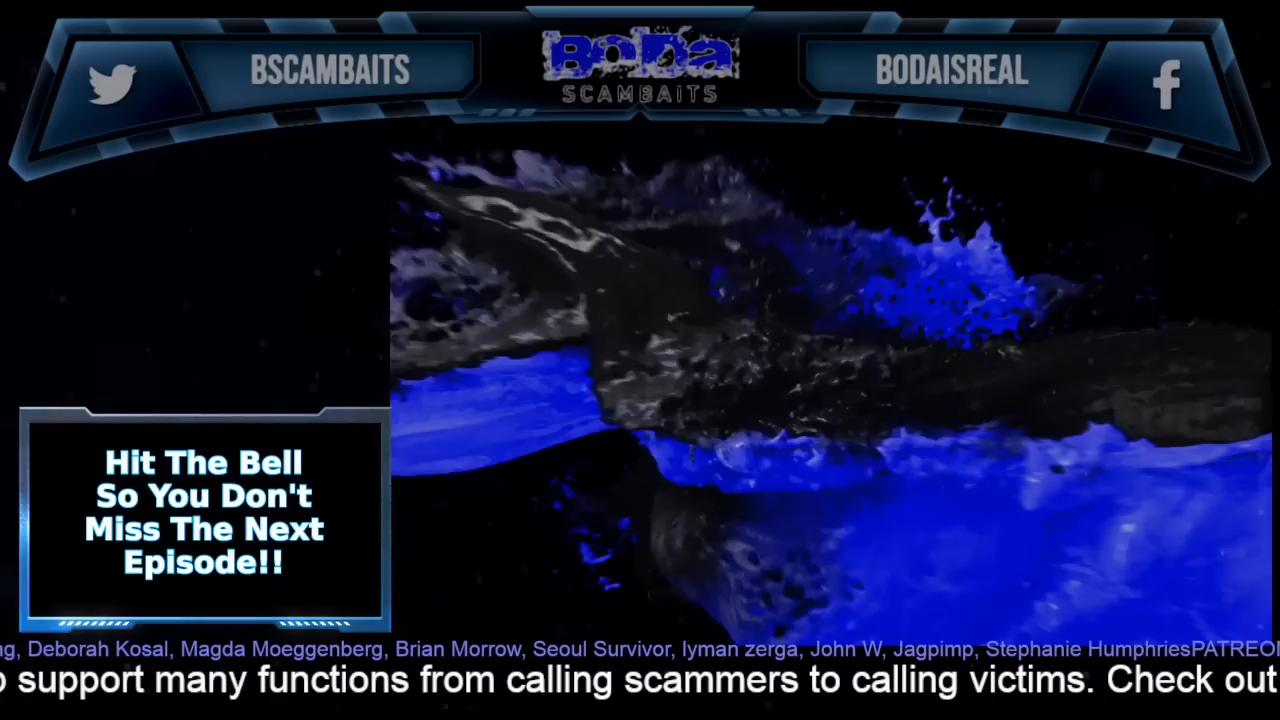 BSCAMBAITS
BODA
SCAMBAITS
BODAISREAL
f
Hit The Bell
So You Don't
Miss The Next
Episode!!
ng, Deborah Kosal, Magda Moeggenberg, Brian Morrow, Seoul Survivor, lyman zerga, John W, Jagpimp, Stephanie HumphriesPATREO
o support many functions from calling scammers to calling victims. Check out